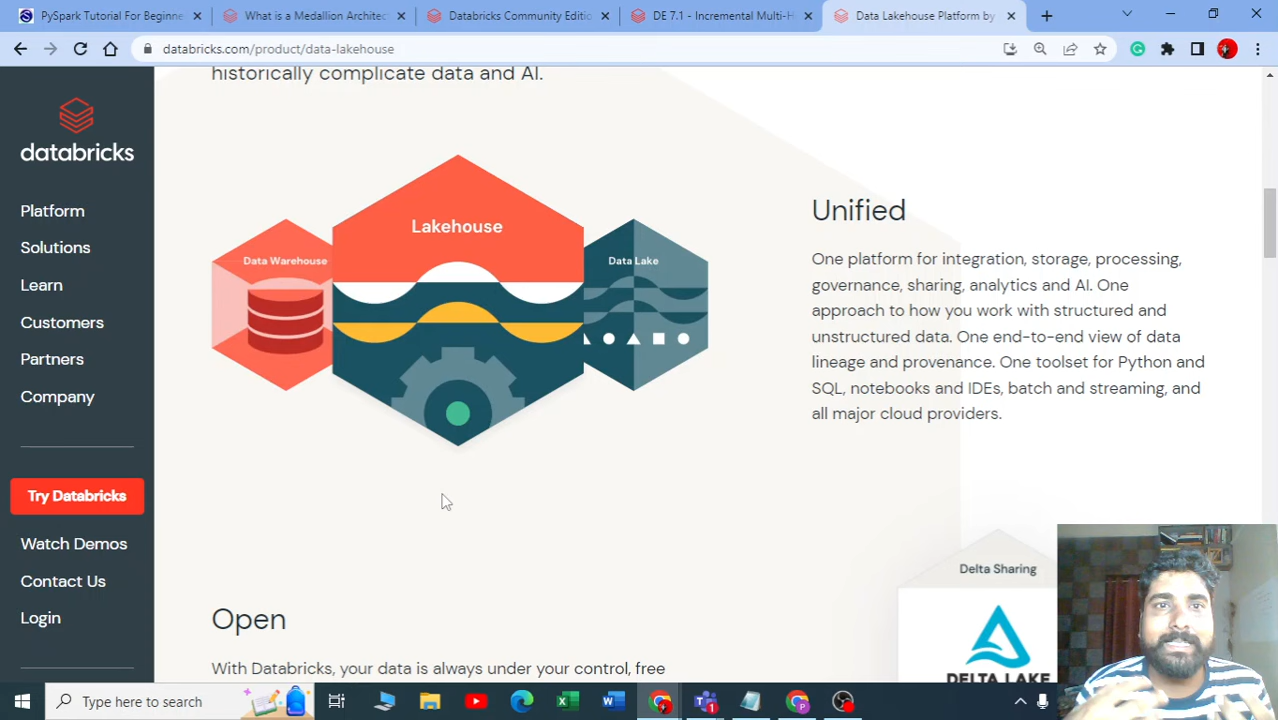 PySpark Tutorial For Beginne
What is a Medallion Architec
Databricks Community Editio
DE 7.1 - Incremental Multi-H
Data Lakehouse Platform by
databricks.com/product/data-lakehouse
databricks
Platform
Solutions
Learn
Customers
Partners
Company
Try Databricks
Watch Demos
Contact Us
Login
historically complicate data and AI.
Lakehouse
Data Warehouse
Data Lake
Unified
One platform for integration, storage, processing,
governance, sharing, analytics and AI. One
approach to how you work with structured and
unstructured data. One end-to-end view of data
lineage and provenance. One toolset for Python and
SQL, notebooks and IDEs, batch and streaming, and
all major cloud providers.
Open
With Databricks, your data is always under your control, free
Delta Sharing
DELTA LAKE
Type here to search